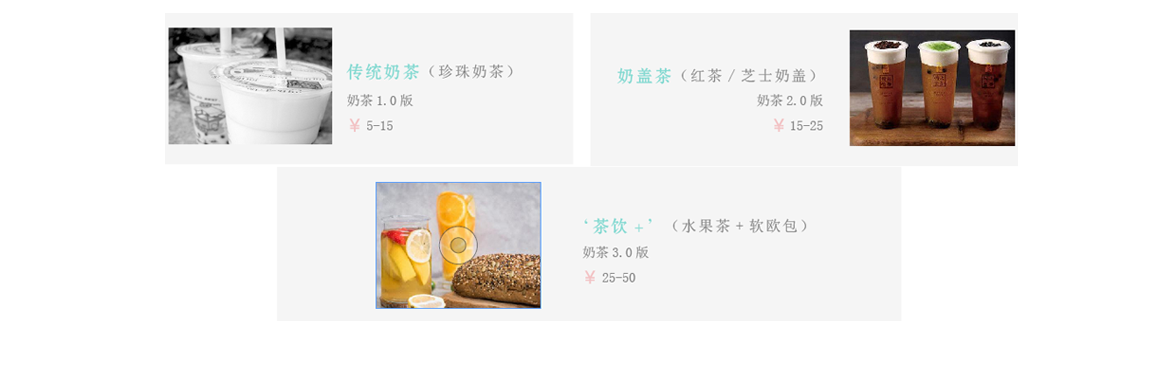 传统奶茶（珍珠奶茶）
奶茶 1.0 版
￥ 5-15
奶盖茶（红茶 / 芝士奶盖）
奶茶 2.0 版
￥ 15-25
‘茶饮 +’（水果茶 + 软欧包）
奶茶 3.0 版
￥ 25-50